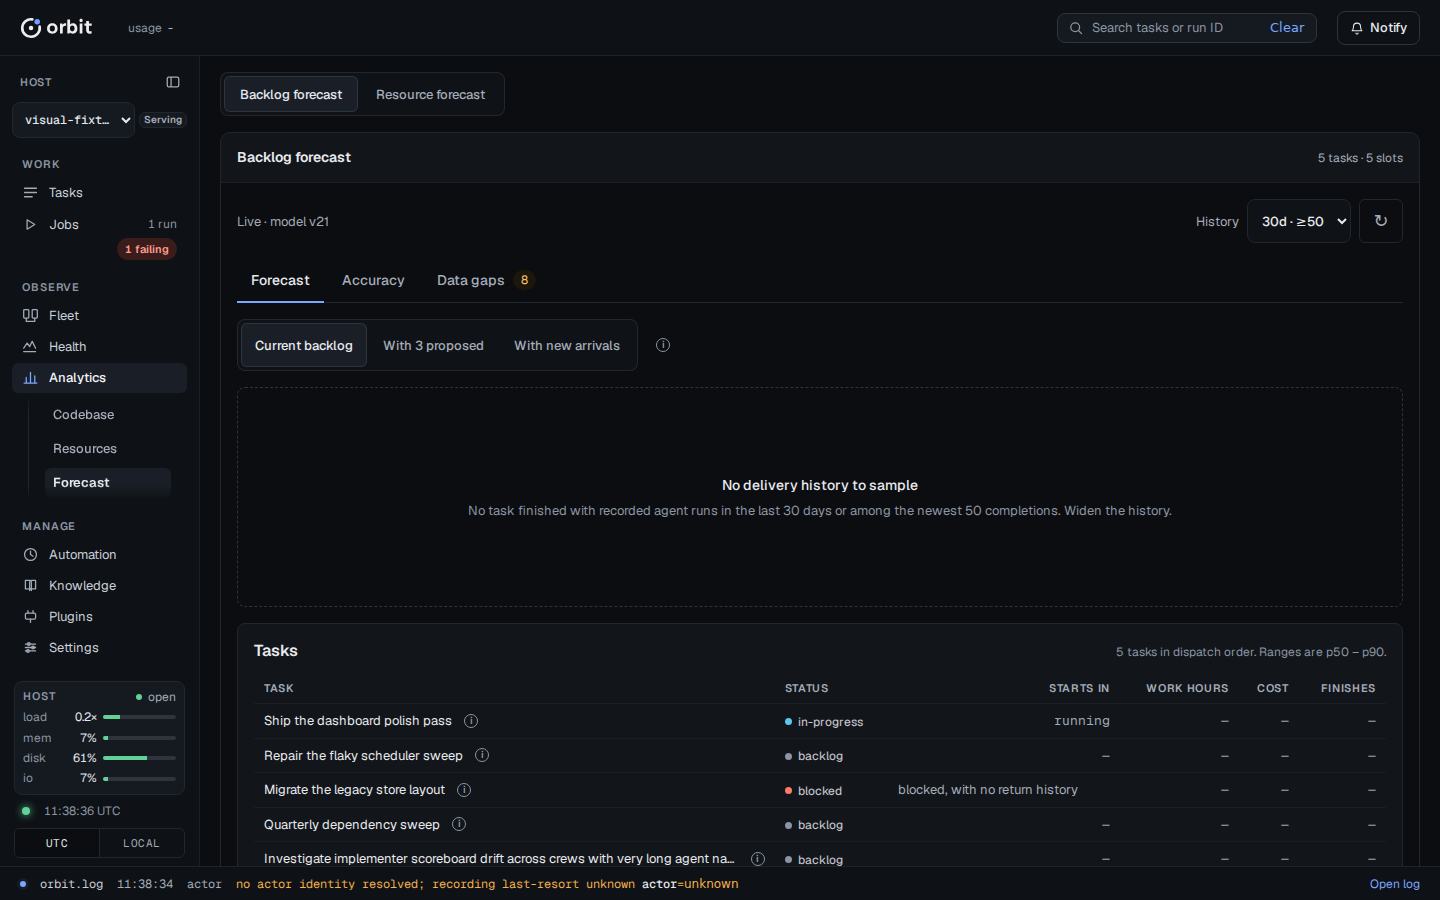 orbit
usage -
Search tasks or run ID
Clear
Notify
HOST
visual-fixt…
Serving
WORK
Tasks
Jobs
1 run
1 failing
OBSERVE
Fleet
Health
Analytics
Codebase
Resources
Forecast
MANAGE
Automation
Knowledge
Plugins
Settings
HOST
open
load 0.2×
mem 7%
disk 61%
io 7%
11:38:36 UTC
UTC
LOCAL
Backlog forecast
Resource forecast
Backlog forecast
5 tasks · 5 slots
Live · model v21
History
30d · ≥50
↻
Forecast
Accuracy
Data gaps 8
Current backlog
With 3 proposed
With new arrivals
No delivery history to sample
No task finished with recorded agent runs in the last 30 days or among the newest 50 completions. Widen the history.
Tasks
5 tasks in dispatch order. Ranges are p50 – p90.
TASK STATUS STARTS IN WORK HOURS COST FINISHES
Ship the dashboard polish pass in-progress running – – –
Repair the flaky scheduler sweep backlog – – – –
Migrate the legacy store layout blocked blocked, with no return history – – –
Quarterly dependency sweep backlog – – – –
Investigate implementer scoreboard drift across crews with very long agent na… backlog – – – –
orbit.log 11:38:34 actor no actor identity resolved; recording last-resort unknown actor=unknown
Open log